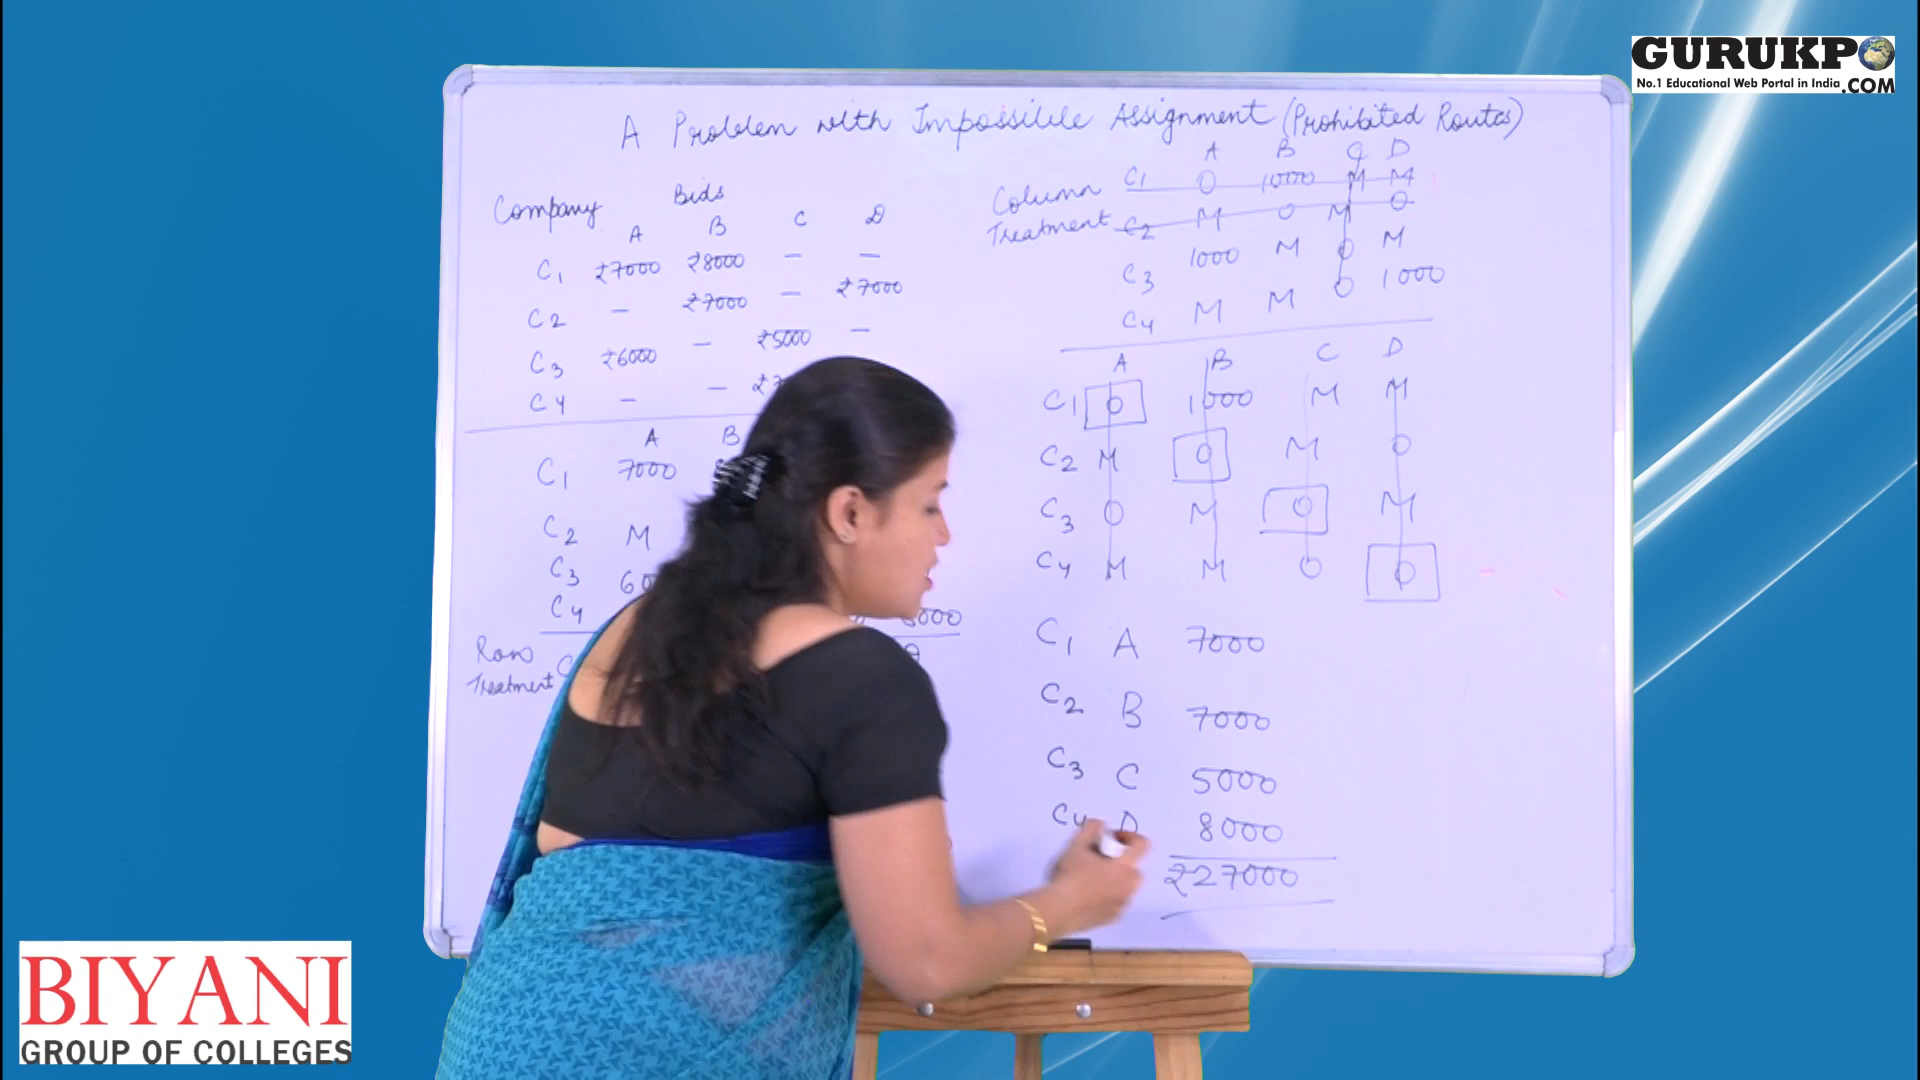 GURUKPO
No.1 Educational Web Portal in India .COM
A Problem with Impossible Assignment (Prohibited Routes)
Company Bids
A B C D
C1 ₹7000 ₹8000 — —
C2 — ₹7000 — ₹7000
C3 ₹6000 — ₹5000 —
C4 — — ₹7
A B
C1 7000
C2 M
C3 60
C4 8000
Row
Treatment
Column
Treatment
A B C D
C1 0 1000 M M
C2 M 0 M 0
C3 1000 M 0 M
C4 M M 0 1000
A B C D
C1 0 1000 M M
C2 M 0 M 0
C3 0 M 0 M
C4 M M 0 0
C1 A 7000
C2 B 7000
C3 C 5000
C4 D 8000
₹27000
BIYANI
GROUP OF COLLEGES